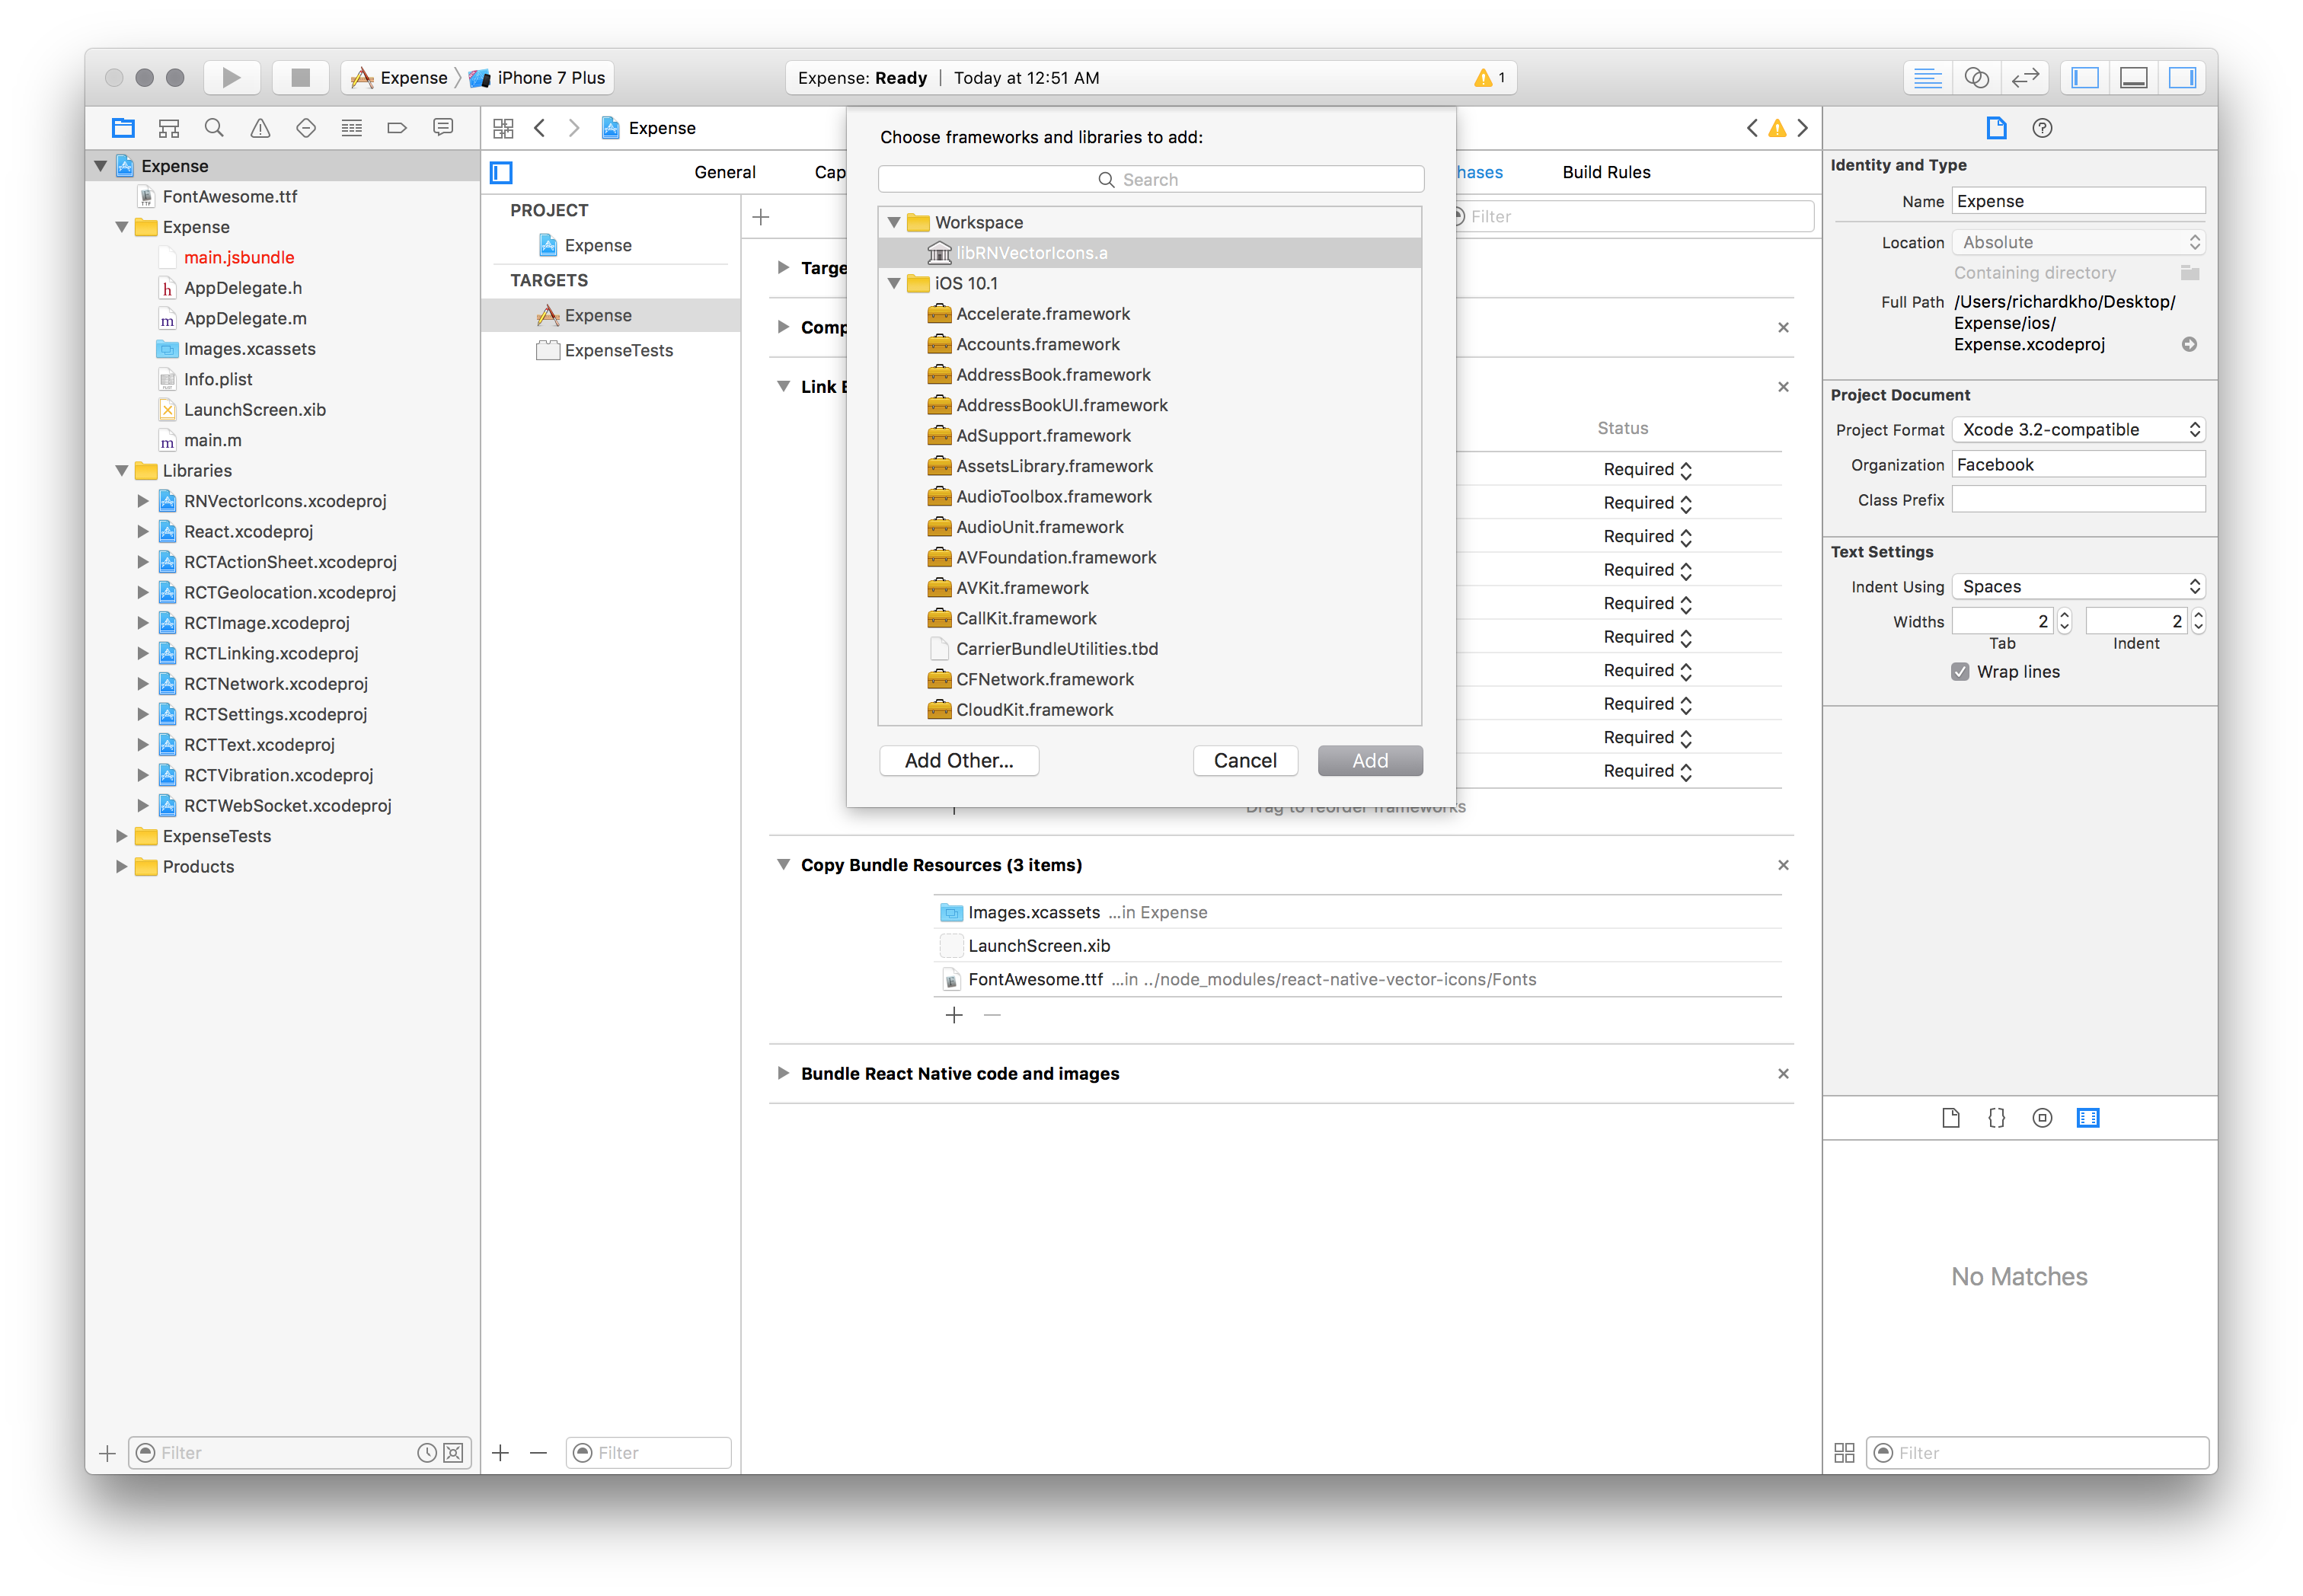 Expense 〉 iPhone 7 Plus
Expense: Ready | Today at 12:51 AM
1
Expense
FontAwesome.ttf
Expense
main.jsbundle
AppDelegate.h
AppDelegate.m
Images.xcassets
Info.plist
LaunchScreen.xib
main.m
Libraries
RNVectorIcons.xcodeproj
React.xcodeproj
RCTActionSheet.xcodeproj
RCTGeolocation.xcodeproj
RCTImage.xcodeproj
RCTLinking.xcodeproj
RCTNetwork.xcodeproj
RCTSettings.xcodeproj
RCTText.xcodeproj
RCTVibration.xcodeproj
RCTWebSocket.xcodeproj
ExpenseTests
Products
Filter
Expense
General
Cap
hases
Build Rules
PROJECT
Expense
TARGETS
Expense
ExpenseTests
Filter
Filter
Targe
Comp
Link B
Status
Required
Required
Required
Required
Required
Required
Required
Required
Required
Required
Drag to reorder frameworks
Choose frameworks and libraries to add:
Search
Workspace
libRNVectorIcons.a
iOS 10.1
Accelerate.framework
Accounts.framework
AddressBook.framework
AddressBookUI.framework
AdSupport.framework
AssetsLibrary.framework
AudioToolbox.framework
AudioUnit.framework
AVFoundation.framework
AVKit.framework
CallKit.framework
CarrierBundleUtilities.tbd
CFNetwork.framework
CloudKit.framework
Add Other...
Cancel
Add
Copy Bundle Resources (3 items)
Images.xcassets ...in Expense
LaunchScreen.xib
FontAwesome.ttf ...in ../node_modules/react-native-vector-icons/Fonts
Bundle React Native code and images
Identity and Type
Name Expense
Location Absolute
Containing directory
Full Path /Users/richardkho/Desktop/
Expense/ios/
Expense.xcodeproj
Project Document
Project Format Xcode 3.2-compatible
Organization Facebook
Class Prefix
Text Settings
Indent Using Spaces
Widths 2 2
Tab Indent
Wrap lines
No Matches
Filter